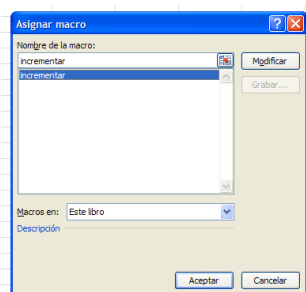 Asignar macro
Nombre de la macro:
incrementar
Modificar
incrementar
Grabar...
Macros en: Este libro
Descripción
Aceptar Cancelar